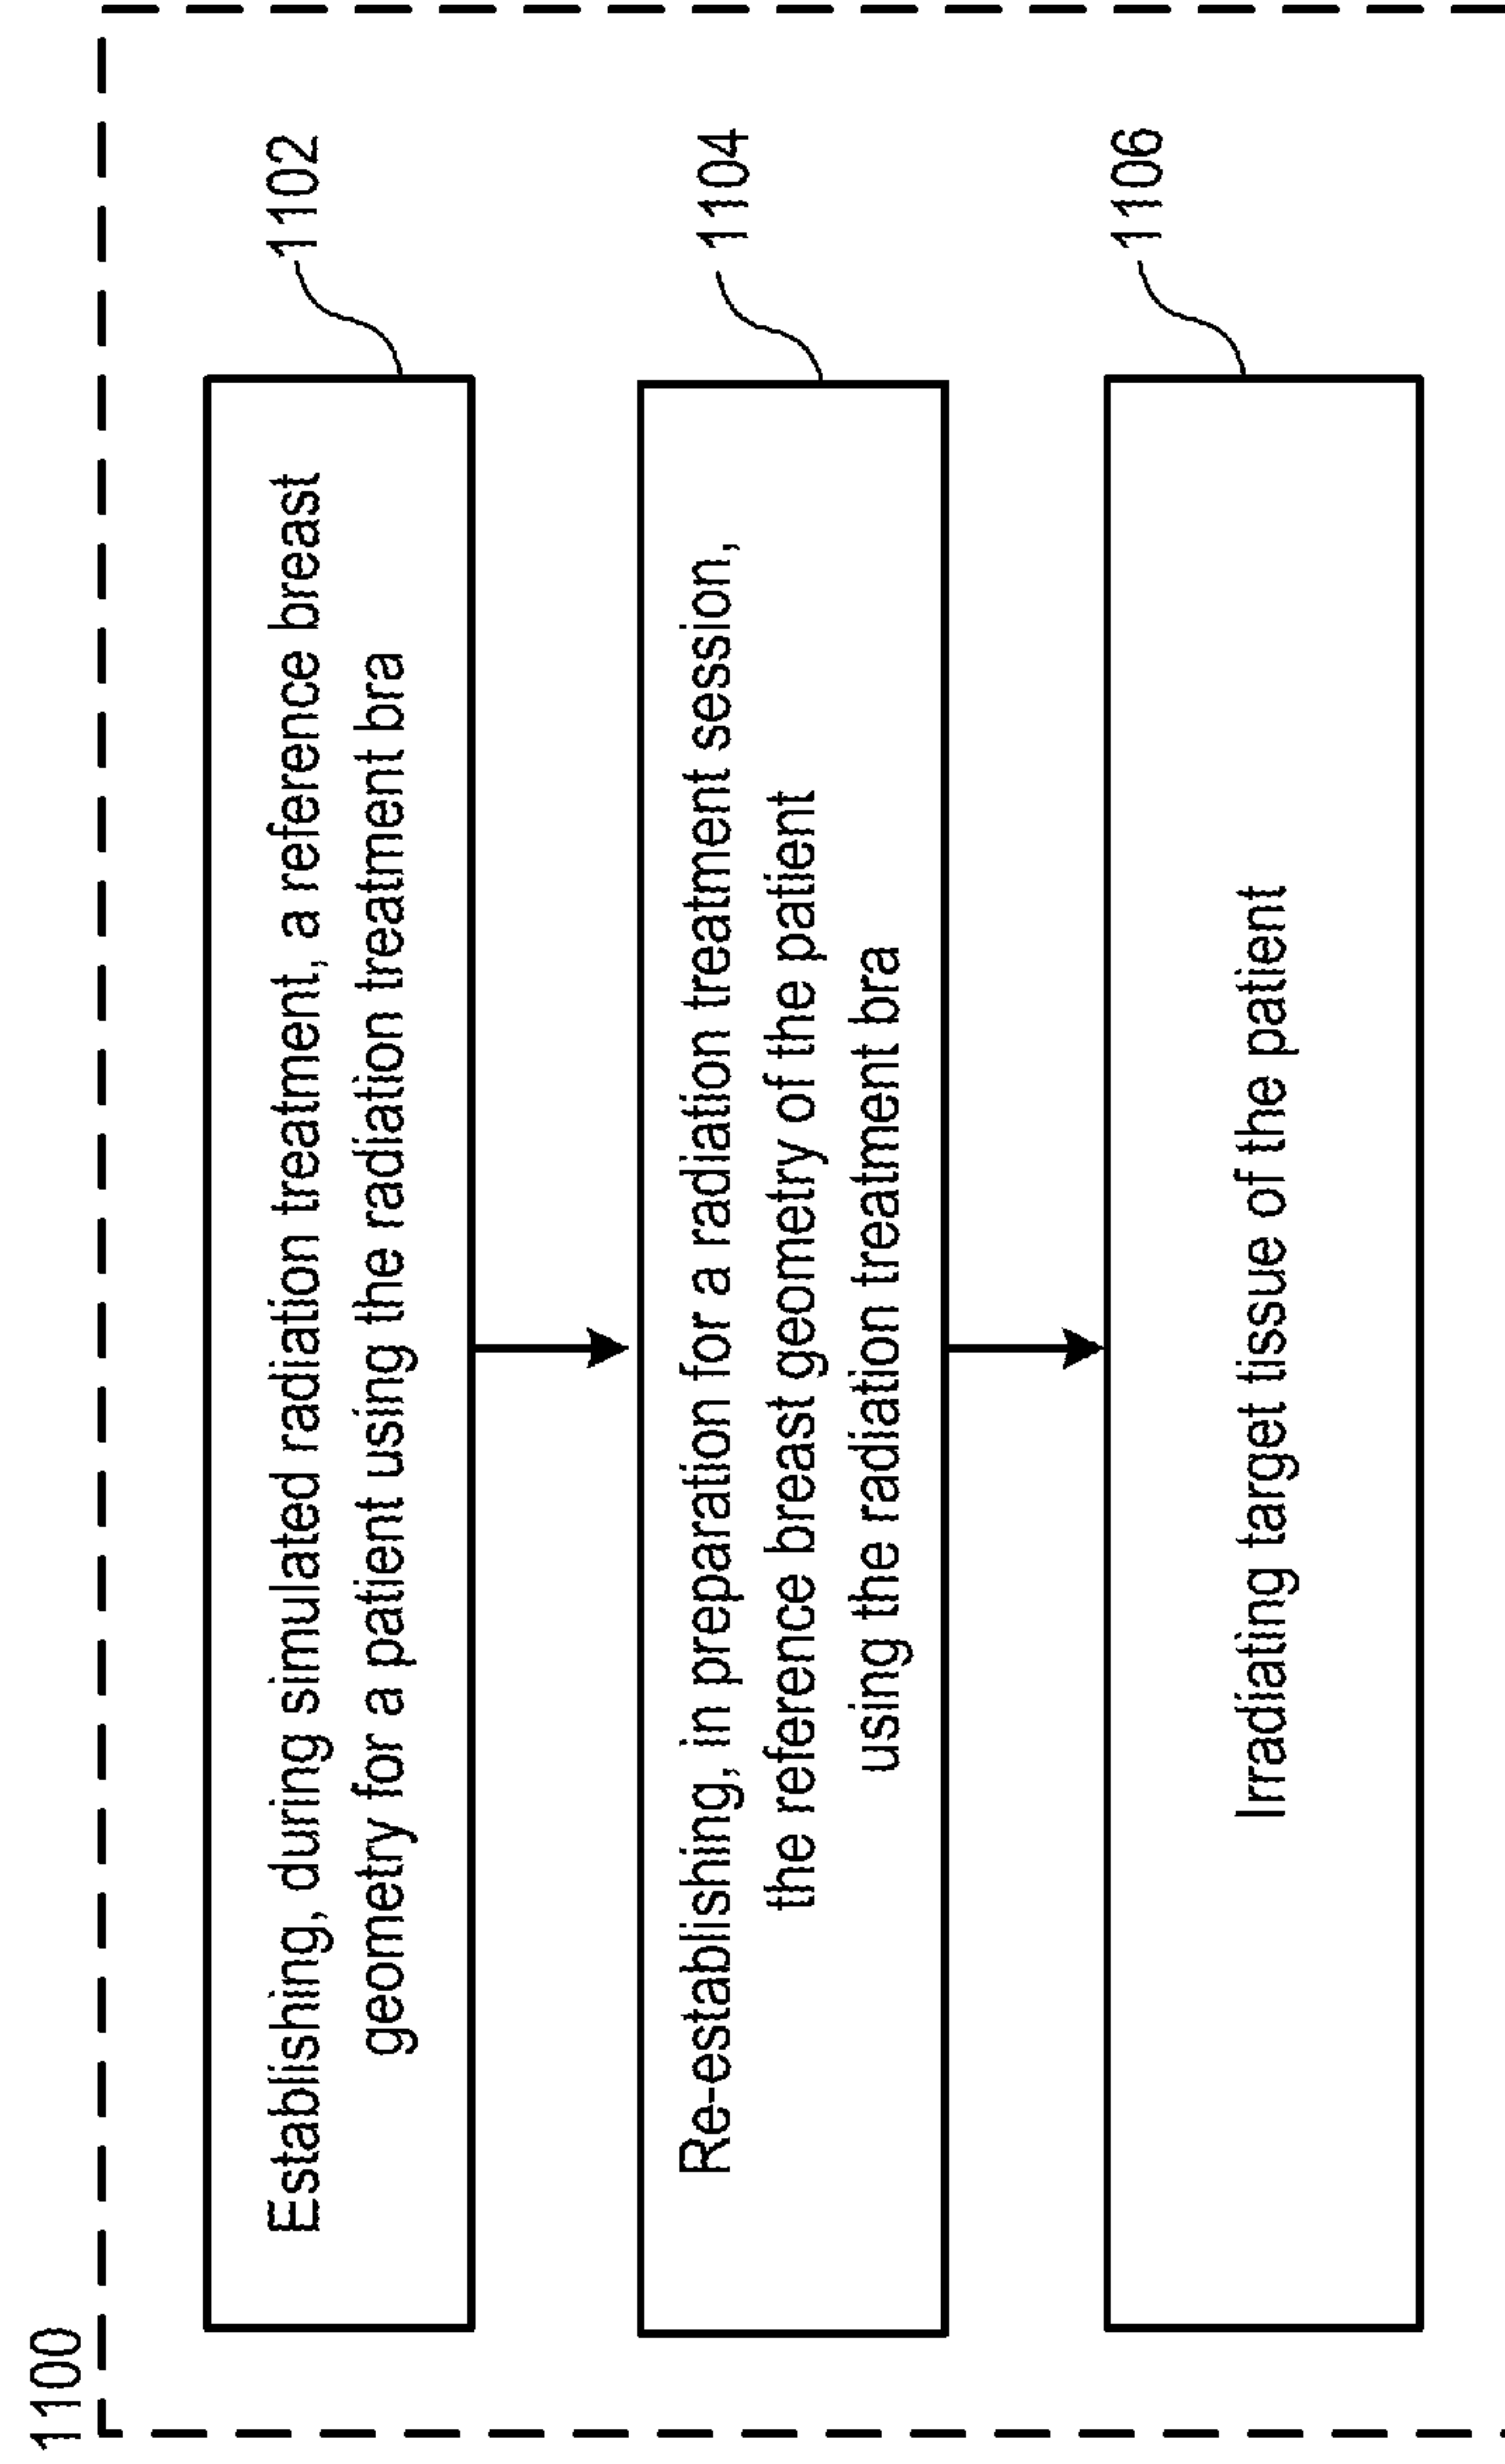 1100
1102
Establishing, during simulated radiation treatment, a reference breast
geometry for a patient using the radiation treatment bra
1104
Re-establishing, in preparation for a radiation treatment session,
the reference breast geometry of the patient
using the radiation treatment bra
1106
Irradiating target tissue of the patient